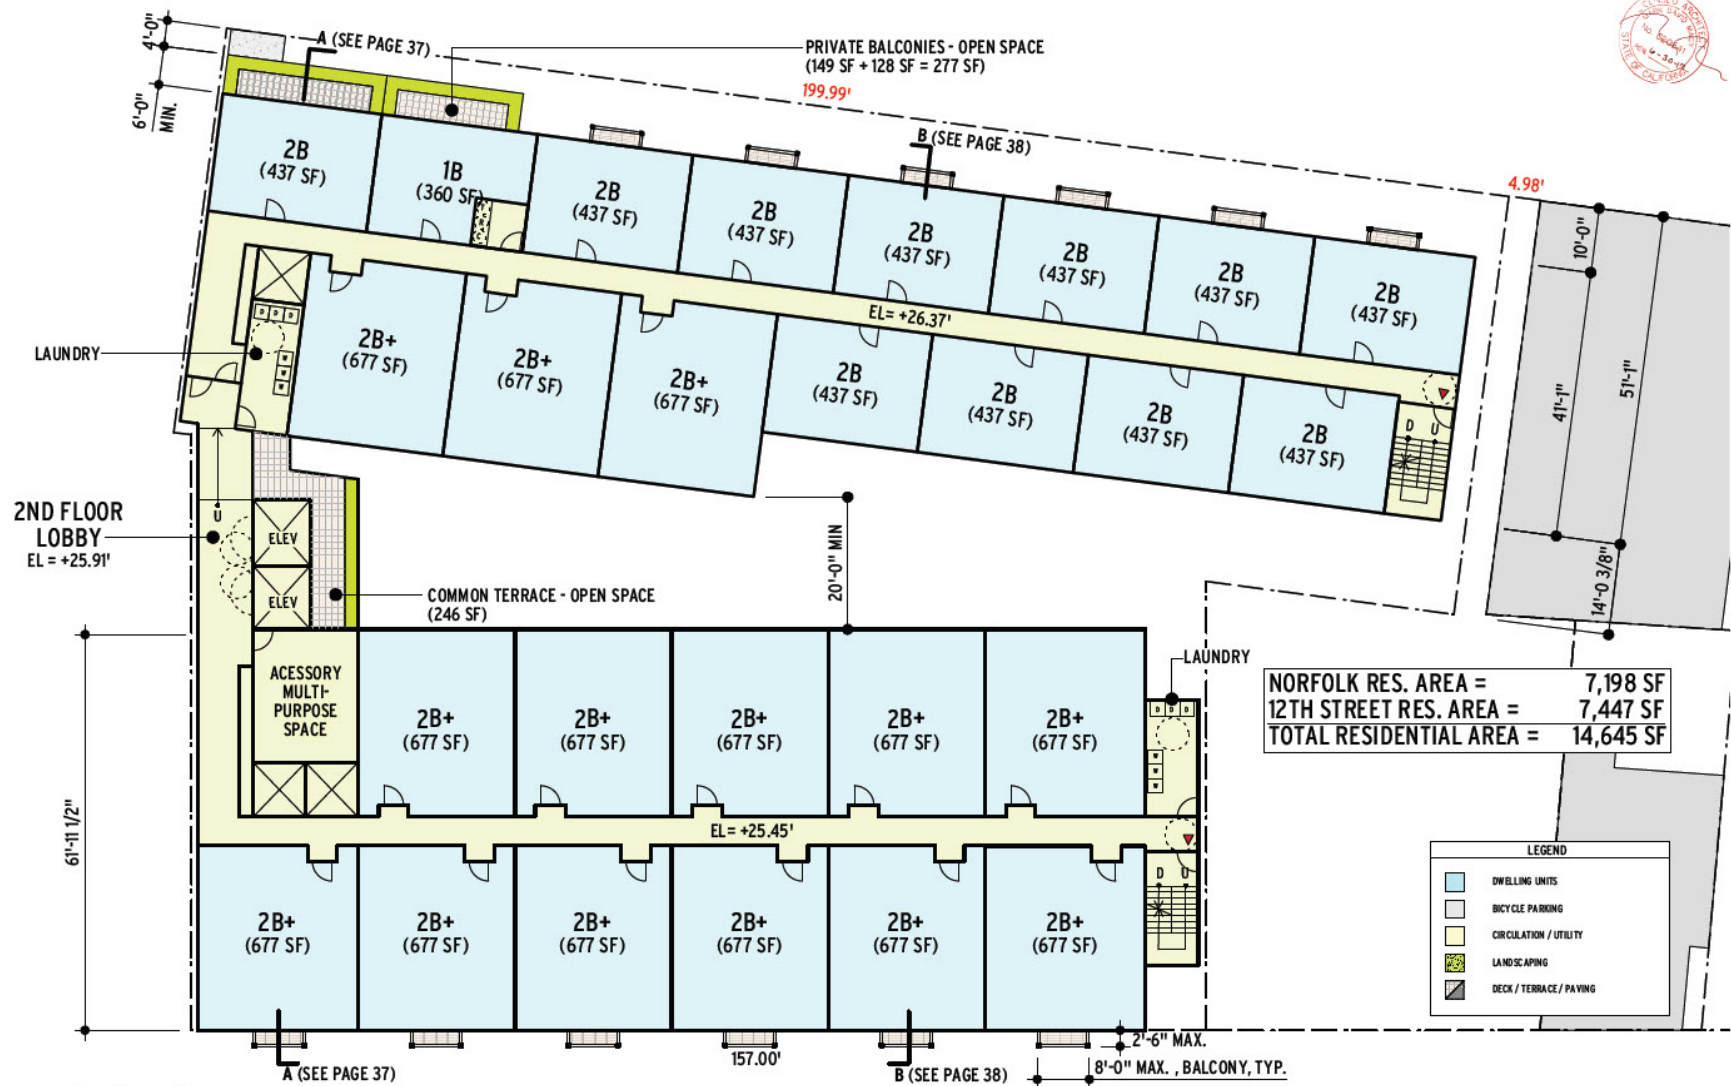 4'-0"
6'-0"
MIN.
A (SEE PAGE 37)
PRIVATE BALCONIES - OPEN SPACE
(149 SF + 128 SF = 277 SF)
199.99'
B (SEE PAGE 38)
4.98'
STATE OF CALIFORNIA
2B
(437 SF)
1B
(360 SF)
2B
(437 SF)
2B
(437 SF)
2B
(437 SF)
2B
(437 SF)
2B
(437 SF)
2B
(437 SF)
10'-0"
41'-1"
51'-1"
14'-0 3/8"
EL= +26.37'
LAUNDRY
D D D
W
W
W
2B+
(677 SF)
2B+
(677 SF)
2B+
(677 SF)
2B
(437 SF)
2B
(437 SF)
2B
(437 SF)
2B
(437 SF)
D U
2ND FLOOR
LOBBY
EL = +25.91'
U
ELEV
ELEV
20'-0" MIN
COMMON TERRACE - OPEN SPACE
(246 SF)
LAUNDRY
NORFOLK RES. AREA = 7,198 SF
12TH STREET RES. AREA = 7,447 SF
TOTAL RESIDENTIAL AREA = 14,645 SF
ACESSORY
MULTI-
PURPOSE
SPACE
2B+
(677 SF)
2B+
(677 SF)
2B+
(677 SF)
2B+
(677 SF)
2B+
(677 SF)
D D D
W
W
W
61'-11 1/2"
EL= +25.45'
D U
2B+
(677 SF)
2B+
(677 SF)
2B+
(677 SF)
2B+
(677 SF)
2B+
(677 SF)
2B+
(677 SF)
LEGEND
DWELLING UNITS
BICYCLE PARKING
CIRCULATION / UTILITY
LANDSCAPING
DECK / TERRACE / PAVING
2'-6" MAX.
157.00'
8'-0" MAX. , BALCONY, TYP.
A (SEE PAGE 37)
B (SEE PAGE 38)